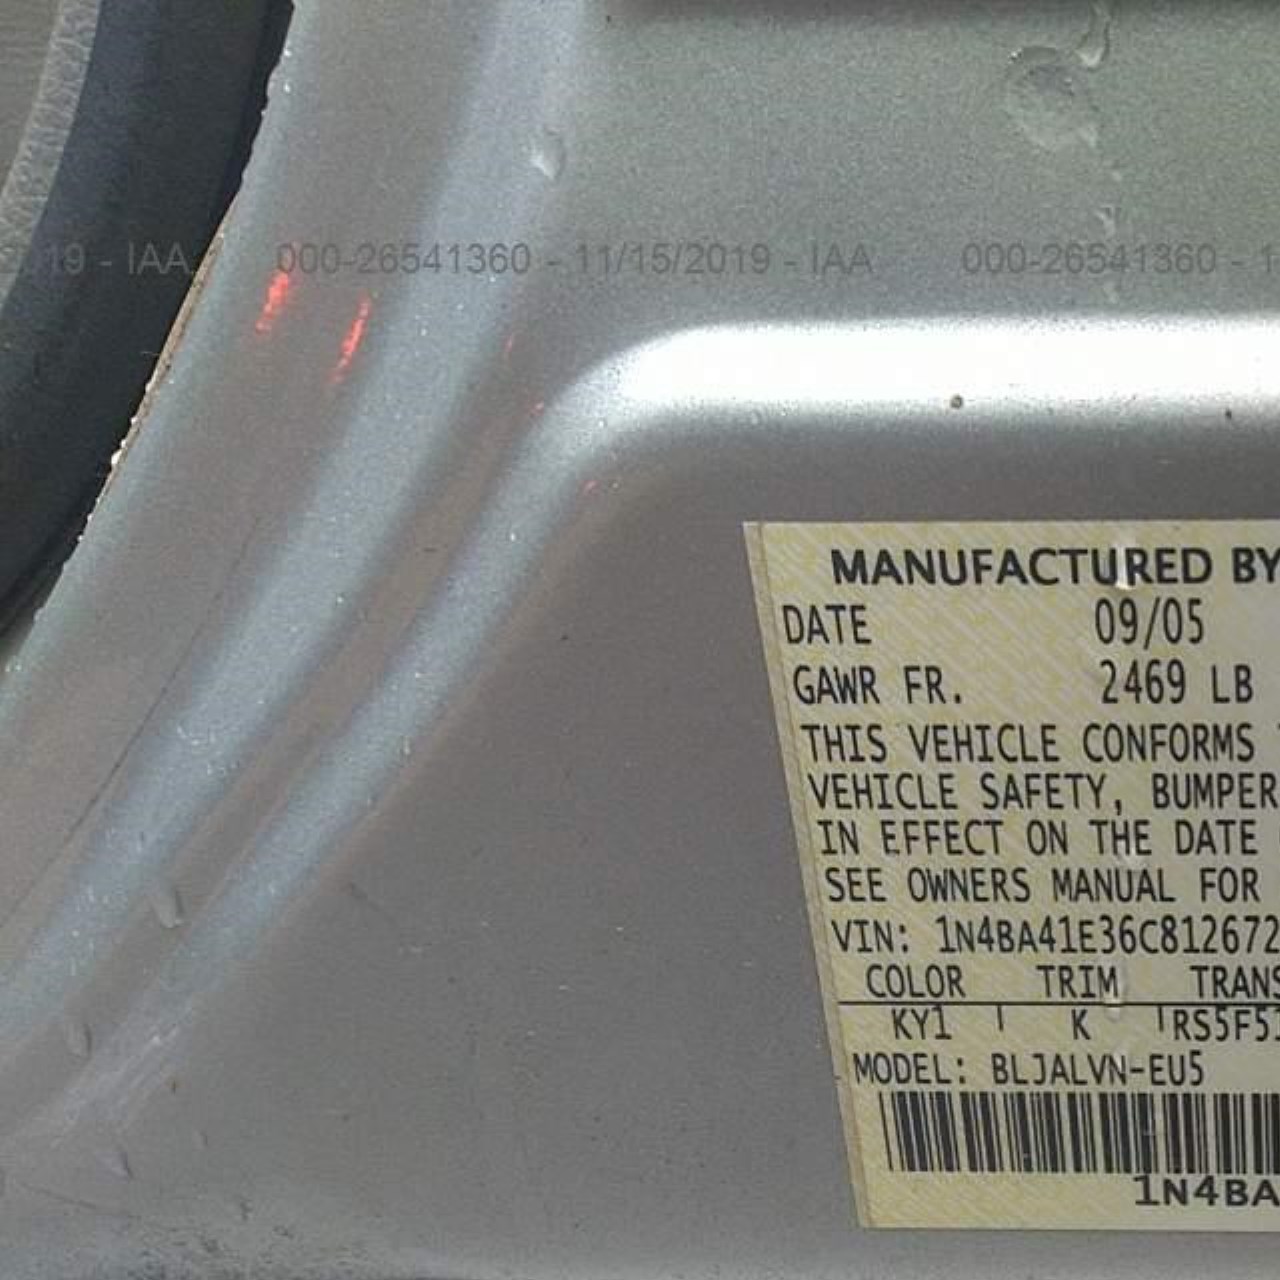 2019 - IAA 000-26541360 - 11/15/2019 - IAA 000-26541360 - 1
MANUFACTURED BY
DATE 09/05
GAWR FR. 2469 LB
THIS VEHICLE CONFORMS
VEHICLE SAFETY, BUMPER
IN EFFECT ON THE DATE
SEE OWNERS MANUAL FOR
VIN: 1N4BA41E36C812672
COLOR TRIM TRANS
KY1 K RS5F51
MODEL: BLJALVN-EU5
1N4BA